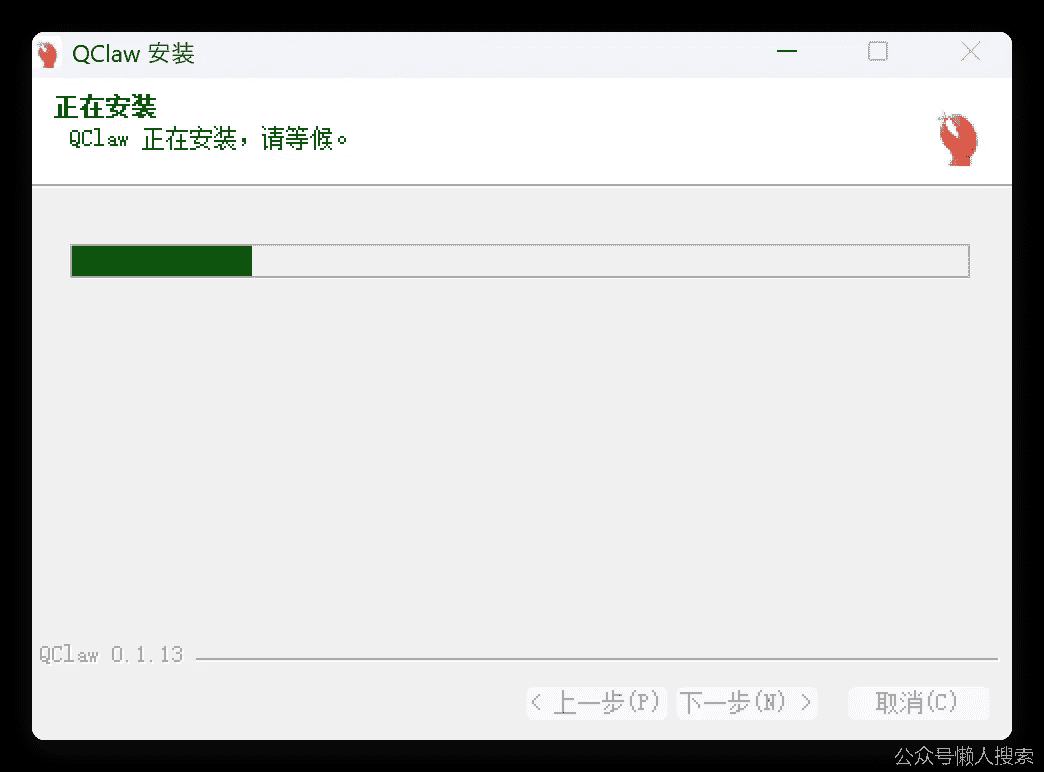 QClaw 安装
正在安装
QClaw 正在安装，请等候。
QClaw 0.1.13
< 上一步(P) 下一步(N) > 取消(C)
公众号懒人搜索